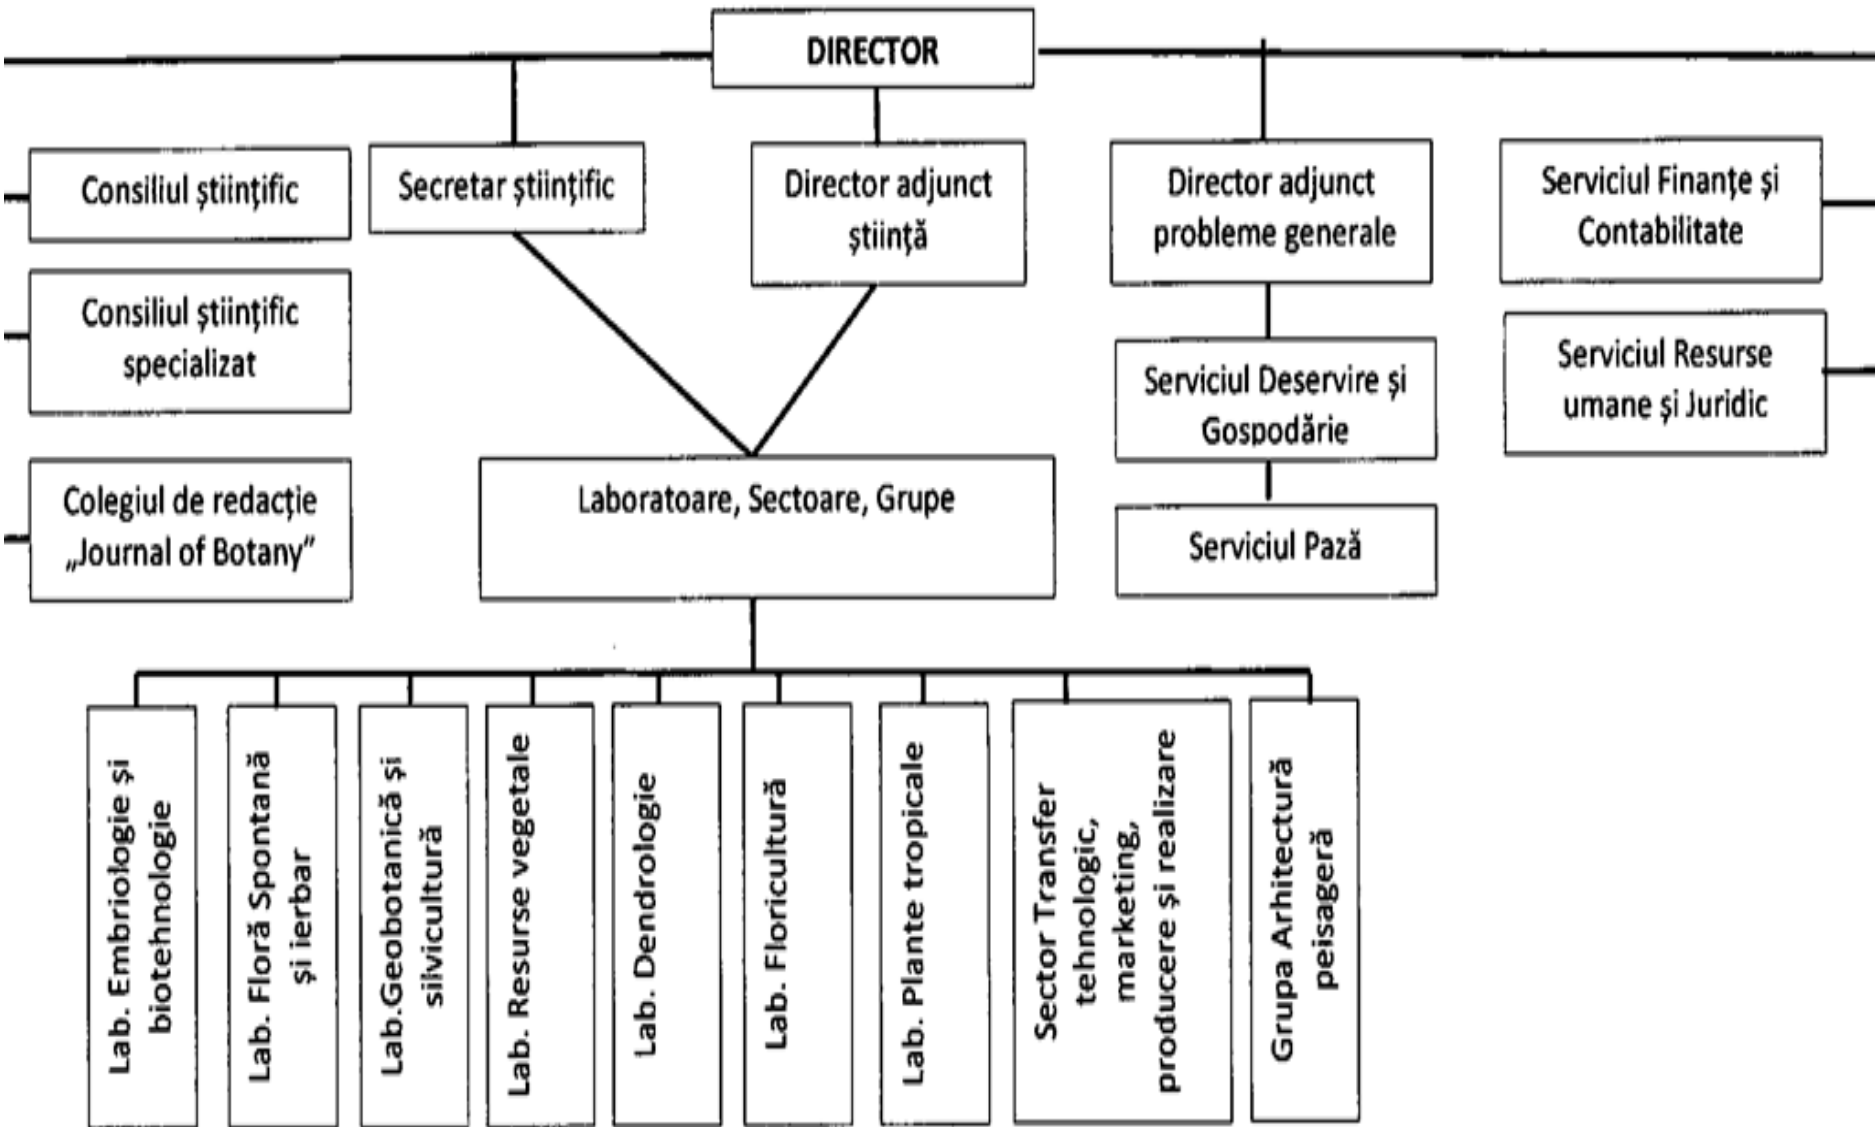 DIRECTOR
Consiliul științific
Secretar științific
Director adjunct
știință
Director adjunct
probleme generale
Serviciul Finanțe și
Contabilitate
Consiliul științific
specializat
Serviciul Deservire și
Gospodărie
Serviciul Resurse
umane și Juridic
Colegiul de redacție
„Journal of Botany”
Laboratoare, Sectoare, Grupe
Serviciul Pază
Lab. Embriologie și
biotehnologie
Lab. Floră Spontană
și ierbar
Lab.Geobotanică și
silvicultură
Lab. Resurse vegetale
Lab. Dendrologie
Lab. Floricultură
Lab. Plante tropicale
Sector Transfer
tehnologic,
marketing,
producere și realizare
Grupa Arhitectură
peisageră